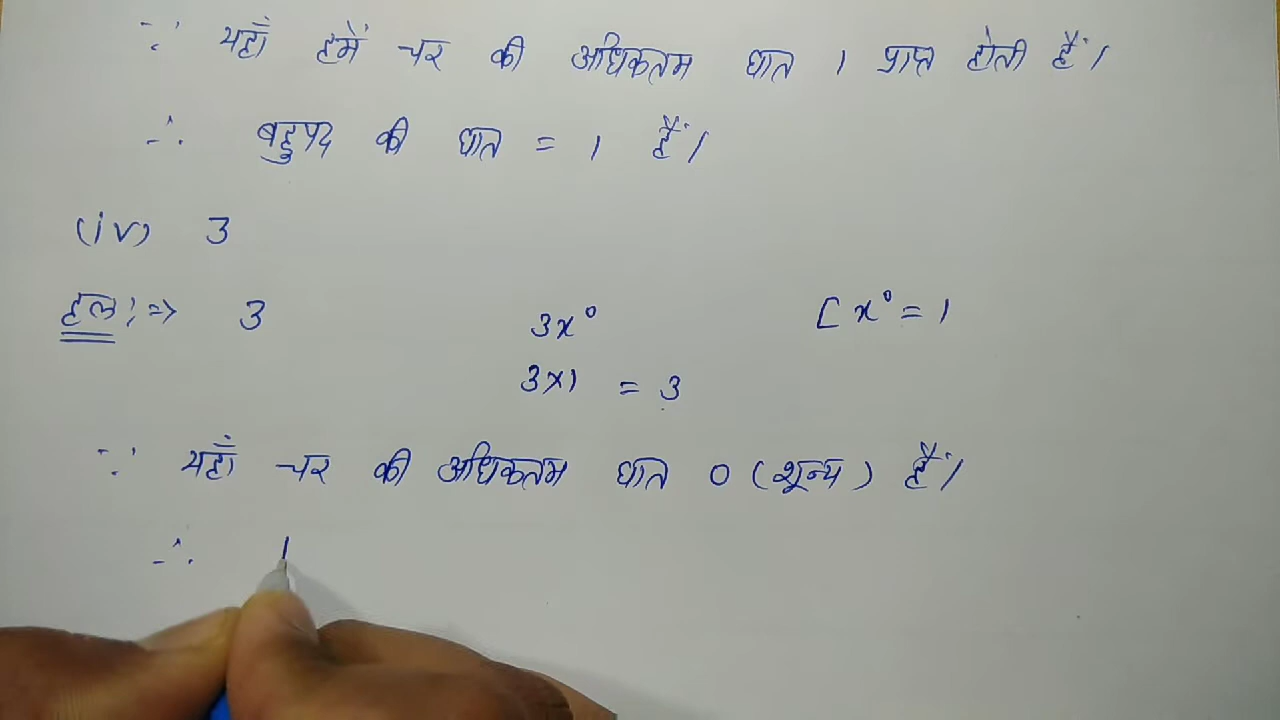 ∵ यहाँ हमें चर की अधिकतम घात 1 प्राप्त होती हैं।
∴ बहुपद की घात = 1 हैं।
(iv) 3
हल:⇒ 3 3x⁰ [x⁰ = 1
3×1 = 3
∵ यहाँ चर की अधिकतम घात 0 (शून्य) हैं।
∴